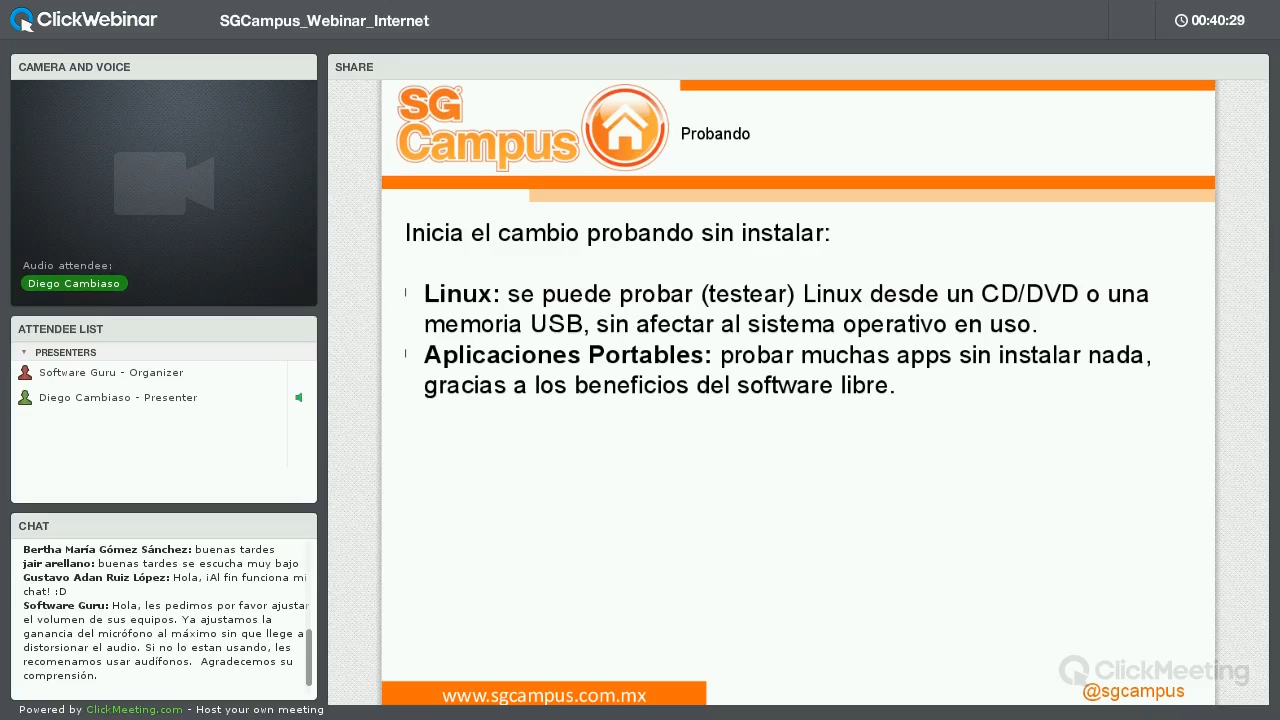 ClickWebinar
SGCampus_Webinar_Internet
00:40:29
CAMERA AND VOICE
Audio attendee:
Diego Cambiaso
ATTENDEE LIST
PRESENTERS
Software Guru - Organizer
Diego Cambiaso - Presenter
CHAT
Bertha María Gómez Sánchez: buenas tardes
jair arellano: buenas tardes se escucha muy bajo
Gustavo Adan Ruiz López: Hola, ¡Al fin funciona mi
chat! :D
Software Guru: Hola, les pedimos por favor ajustar
el volumen de sus equipos. Ya ajustamos la
ganancia del micrófono al máximo sin que llege a
distorsionar el audio. Si no lo estan usando, les
recomendamos usar audífonos. Agradecemos su
comprensión.
Powered by ClickMeeting.com - Host your own meeting
SHARE
SG
Campus
Probando
Inicia el cambio probando sin instalar:
Linux: se puede probar (testear) Linux desde un CD/DVD o una
memoria USB, sin afectar al sistema operativo en uso.
Aplicaciones Portables: probar muchas apps sin instalar nada,
gracias a los beneficios del software libre.
ClickMeeting
www.sgcampus.com.mx
@sgcampus